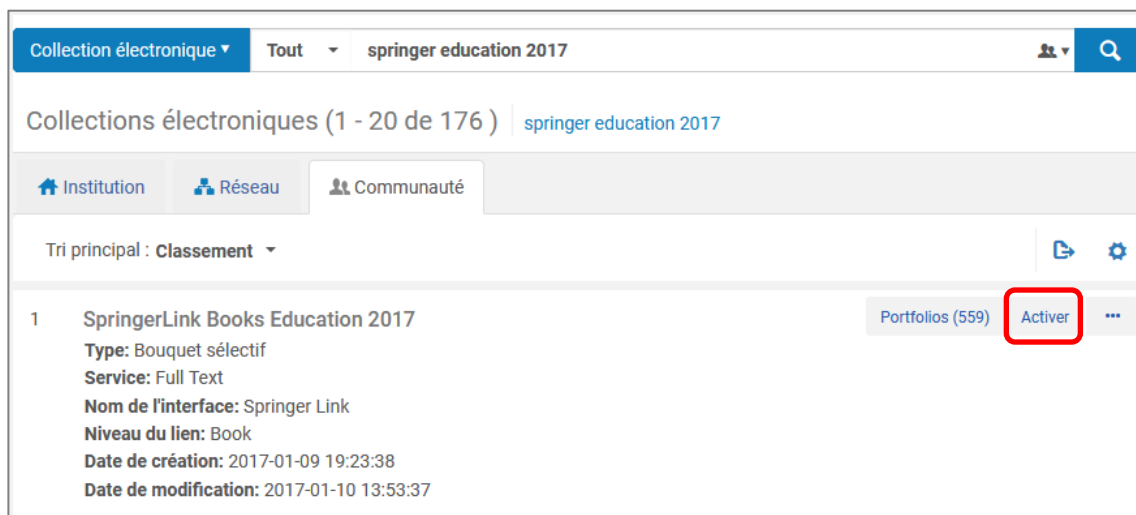 Collection électronique Tout springer education 2017
Collections électroniques (1 - 20 de 176 ) springer education 2017
Institution Réseau Communauté
Tri principal : Classement
1 SpringerLink Books Education 2017 Portfolios (559) Activer ...
Type: Bouquet sélectif
Service: Full Text
Nom de l'interface: Springer Link
Niveau du lien: Book
Date de création: 2017-01-09 19:23:38
Date de modification: 2017-01-10 13:53:37